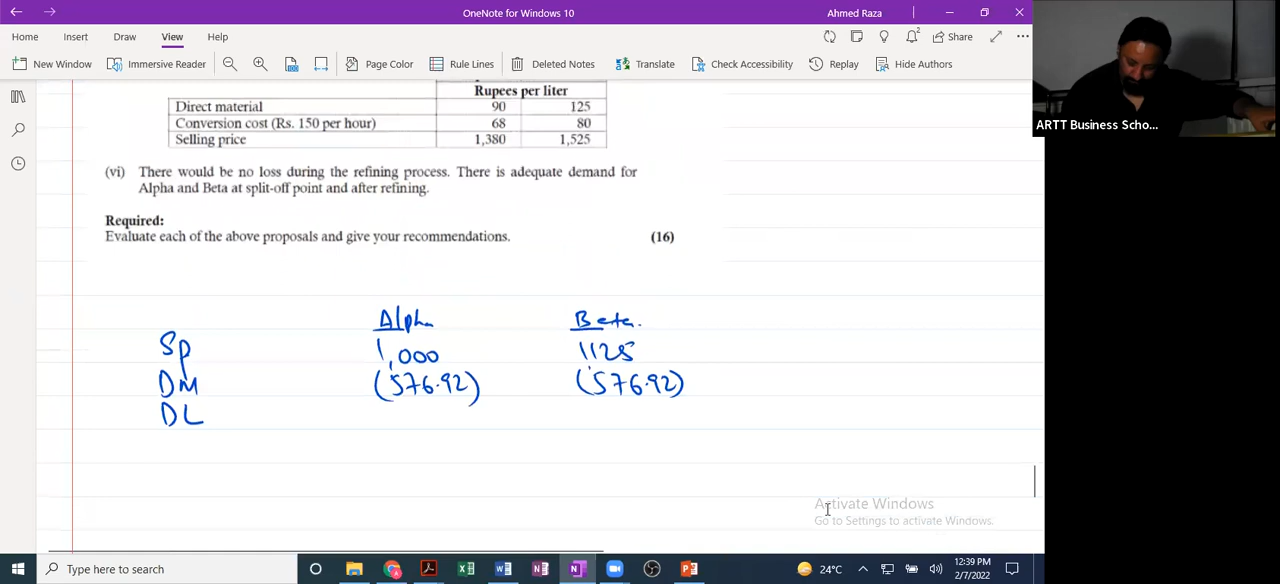 OneNote for Windows 10
Ahmed Raza
Home Insert Draw View Help
2 Share
New Window Immersive Reader Page Color Rule Lines Deleted Notes Translate Check Accessibility Replay Hide Authors
ARTT Business Scho...
Rupees per liter
Direct material 90 125
Conversion cost (Rs. 150 per hour) 68 80
Selling price 1,380 1,525
(vi) There would be no loss during the refining process. There is adequate demand for
Alpha and Beta at split-off point and after refining.
Required:
Evaluate each of the above proposals and give your recommendations. (16)
Alpha Beta.
Sp 1,000 1125
DM (576.92) (576.92)
DL
Activate Windows
Go to Settings to activate Windows.
Type here to search
24°C
12:39 PM
2/7/2022